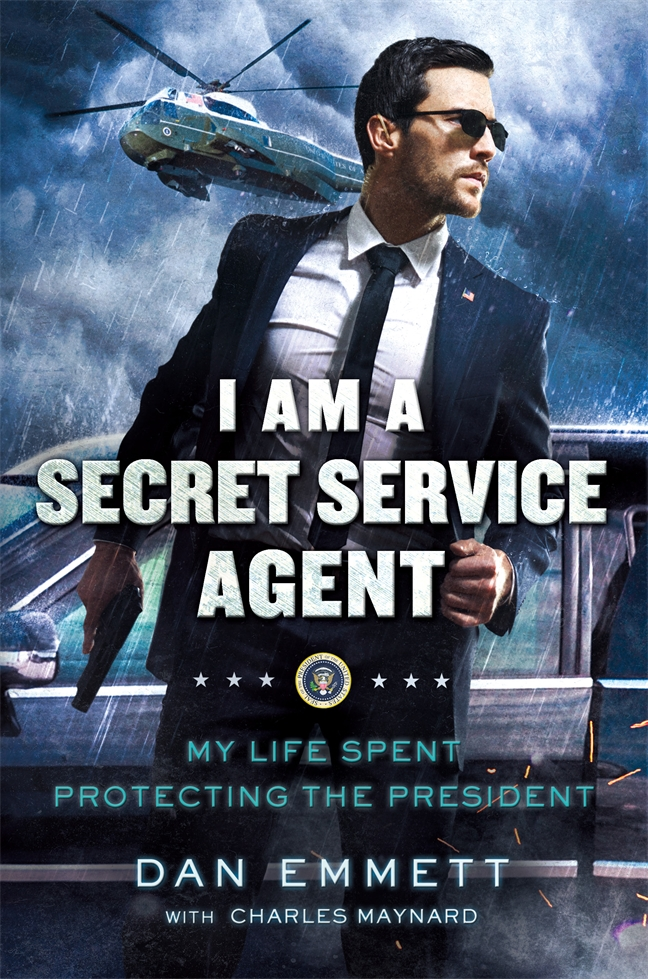 I AM A
SECRET SERVICE
AGENT
MY LIFE SPENT
PROTECTING THE PRESIDENT
DAN EMMETT
WITH CHARLES MAYNARD